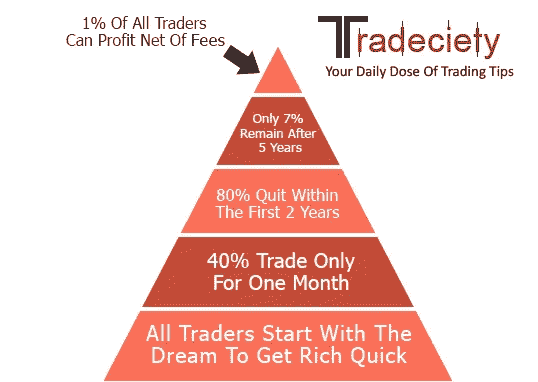 1% Of All Traders
Can Profit Net Of Fees
Tradeciety
Your Daily Dose Of Trading Tips
Only 7%
Remain After
5 Years
80% Quit Within
The First 2 Years
40% Trade Only
For One Month
All Traders Start With The
Dream To Get Rich Quick